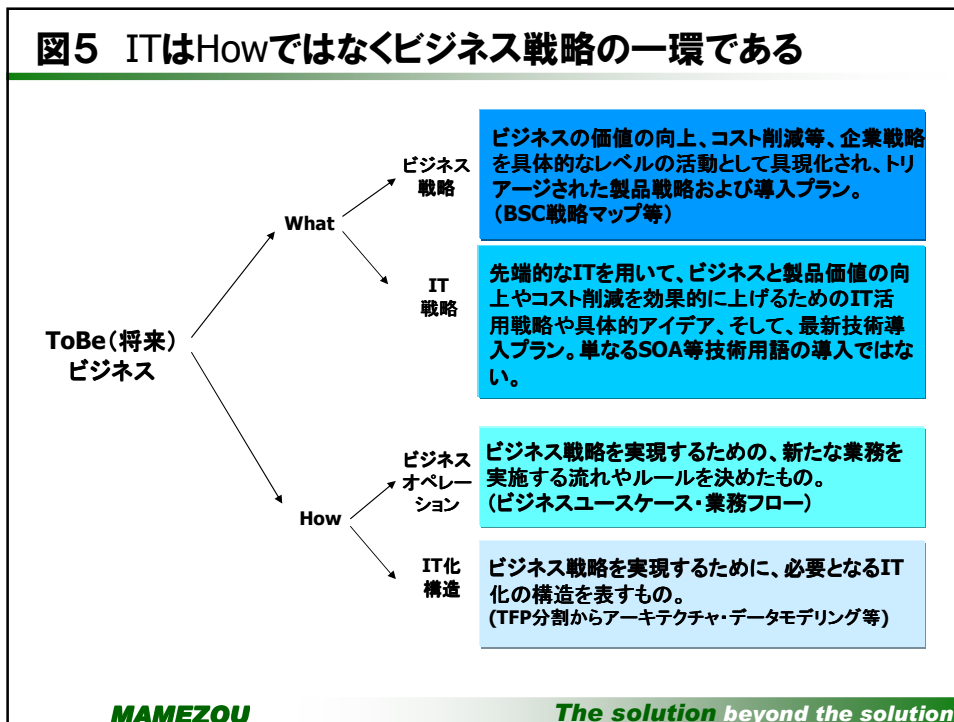 図5 ITはHowではなくビジネス戦略の一環である
ToBe(将来)
ビジネス
What
ビジネス
戦略
ビジネスの価値の向上、コスト削減等、企業戦略
を具体的なレベルの活動として具現化され、トリ
アージされた製品戦略および導入プラン。
(BSC戦略マップ等)
IT
戦略
先端的なITを用いて、ビジネスと製品価値の向
上やコスト削減を効果的に上げるためのIT活
用戦略や具体的アイデア、そして、最新技術導
入プラン。単なるSOA等技術用語の導入ではな
い。
How
ビジネス
オペレー
ション
ビジネス戦略を実現するための、新たな業務を
実施する流れやルールを決めたもの。
(ビジネスユースケース・業務フロー)
IT化
構造
ビジネス戦略を実現するために、必要となるIT
化の構造を表すもの。
(TFP分割からアーキテクチャ・データモデリング等)
MAMEZOU
The solution beyond the solution